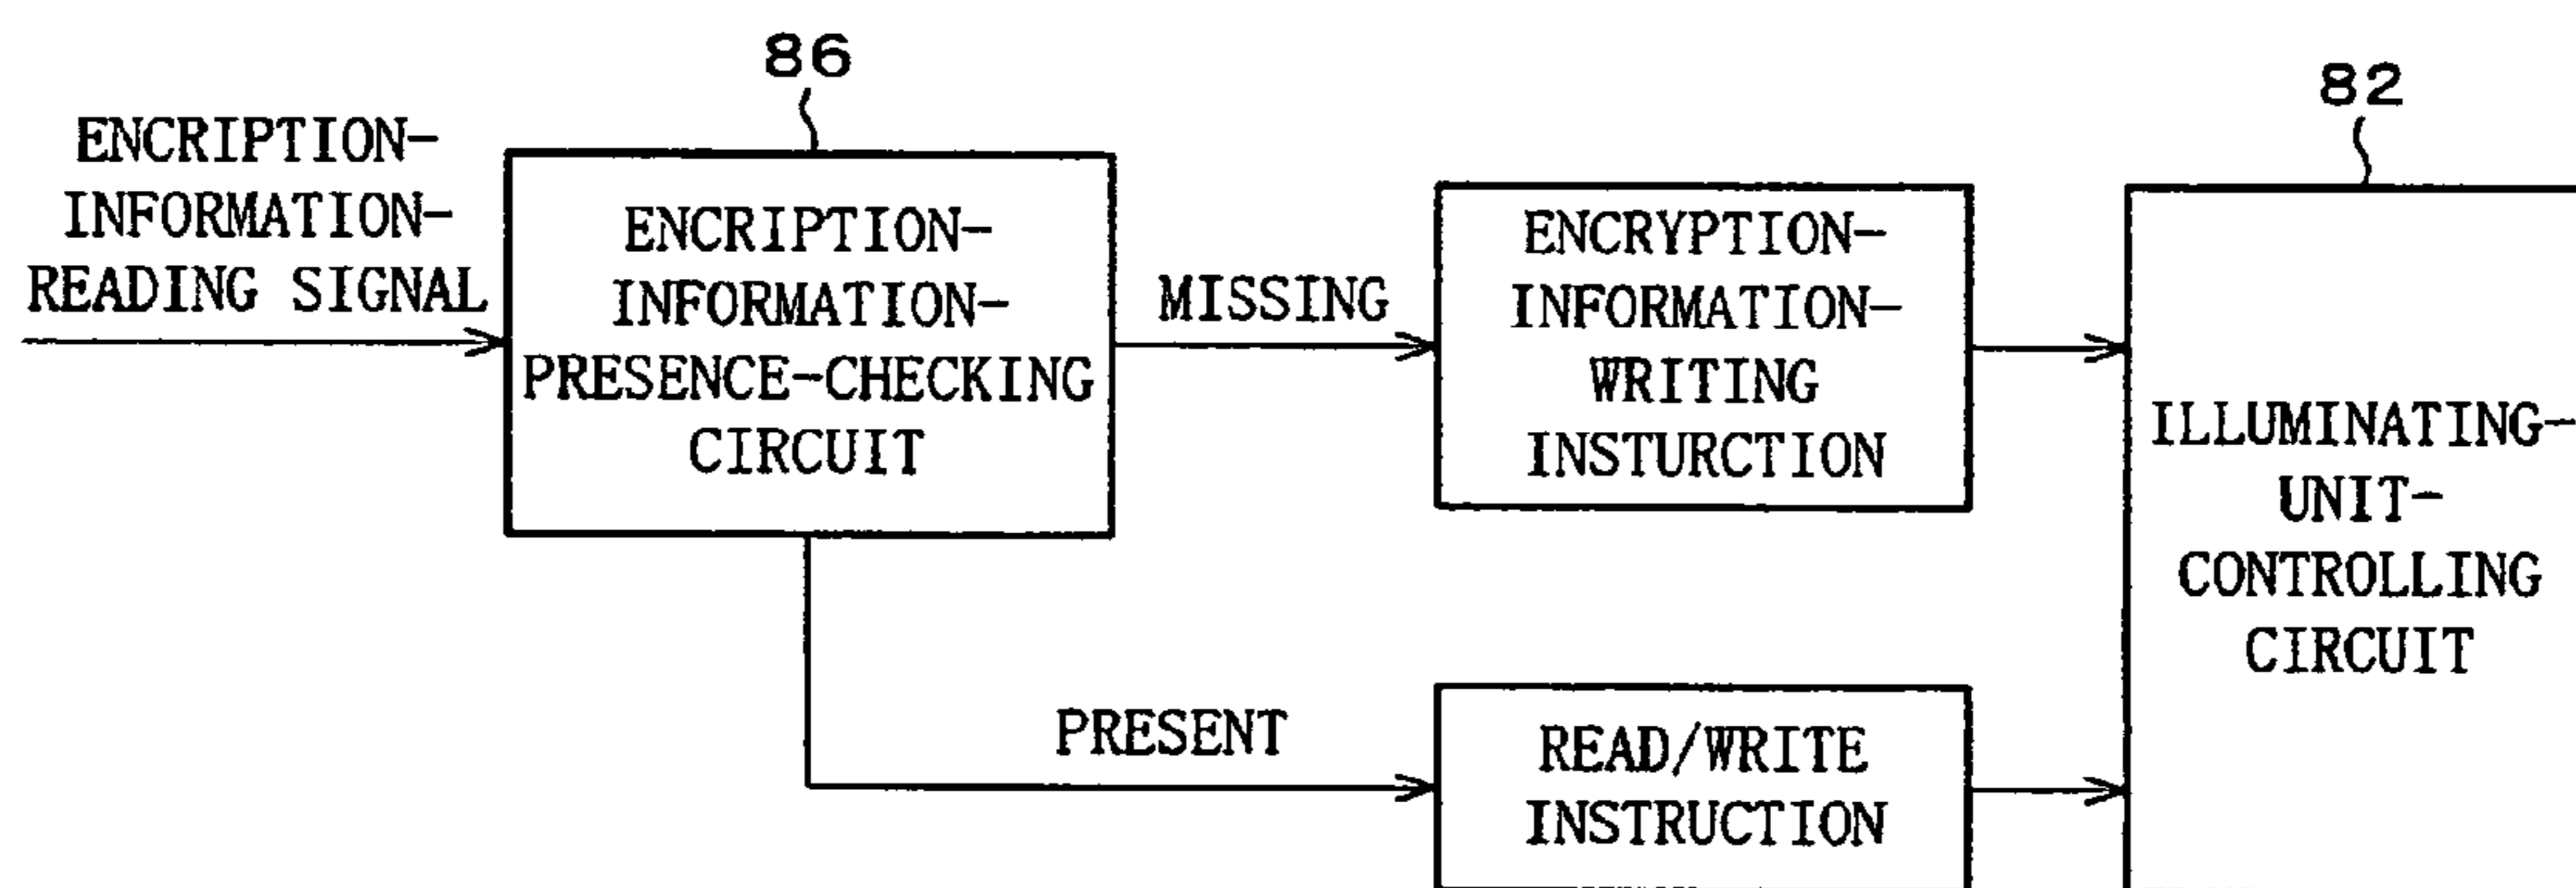 86
82
ENCRIPTION-
INFORMATION-
READING SIGNAL
ENCRIPTION-
INFORMATION-
PRESENCE-CHECKING
CIRCUIT
MISSING
ENCRYPTION-
INFORMATION-
WRITING
INSTURCTION
ILLUMINATING-
UNIT-
CONTROLLING
CIRCUIT
PRESENT
READ/WRITE
INSTRUCTION